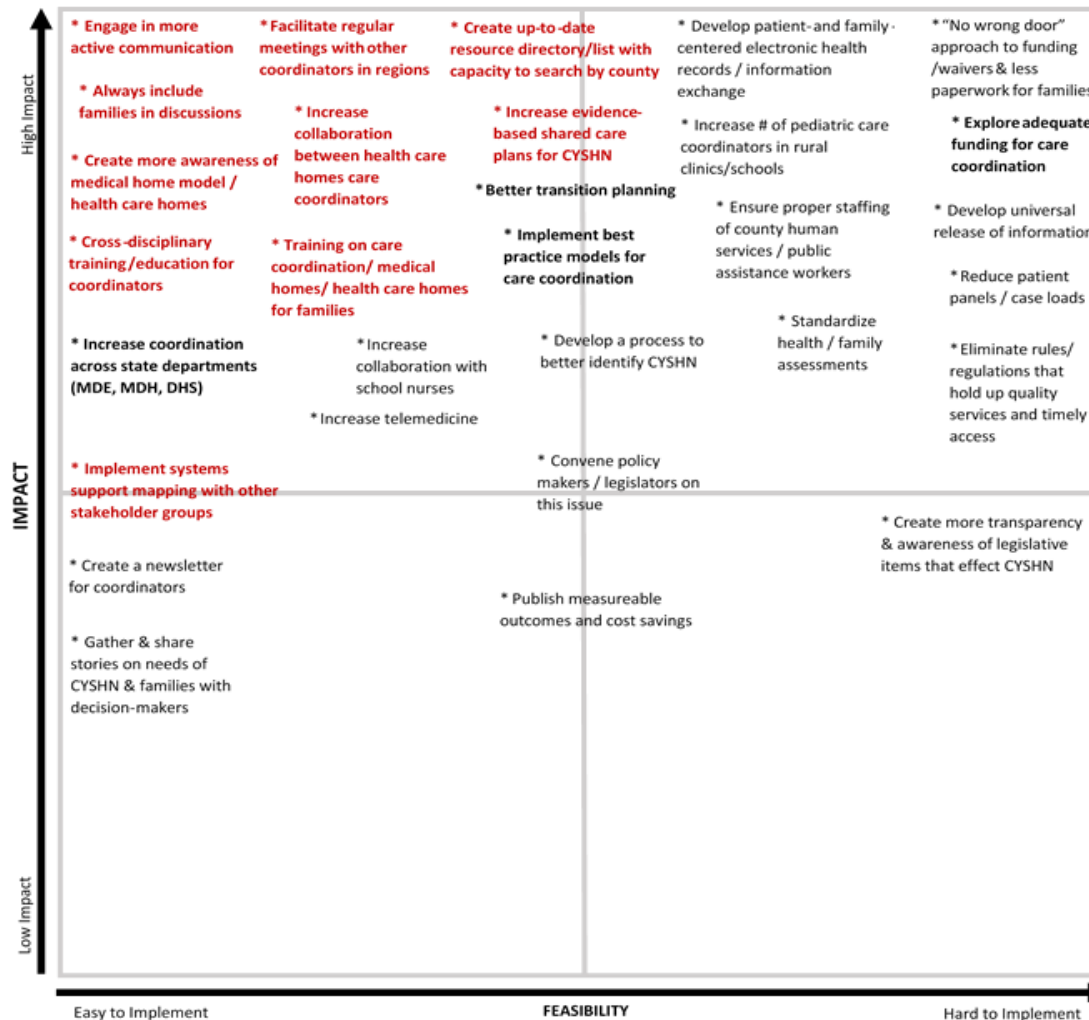 * Engage in more
active communication
* Facilitate regular
meetings with other
coordinators in regions
* Create up-to-date
resource directory/list with
capacity to search by county
* Develop patient-and family-
centered electronic health
records / information
exchange
* "No wrong door"
approach to funding
/waivers & less
paperwork for families
* Always include
families in discussions
* Increase
collaboration
between health care
homes care
coordinators
* Increase evidence-
based shared care
plans for CYSHN
* Increase # of pediatric care
coordinators in rural
clinics/schools
* Explore adequate
funding for care
coordination
High Impact
* Create more awareness of
medical home model /
health care homes
* Better transition planning
* Ensure proper staffing
of county human
services / public
assistance workers
* Develop universal
release of information
* Cross-disciplinary
training/education for
coordinators
* Training on care
coordination/ medical
homes/ health care homes
for families
* Implement best
practice models for
care coordination
* Reduce patient
panels / case loads
* Increase coordination
across state departments
(MDE, MDH, DHS)
* Increase
collaboration with
school nurses
* Develop a process to
better identify CYSHN
* Standardize
health / family
assessments
* Eliminate rules/
regulations that
hold up quality
services and timely
access
* Increase telemedicine
* Implement systems
support mapping with other
stakeholder groups
* Convene policy
makers / legislators on
this issue
IMPACT
* Create more transparency
& awareness of legislative
items that effect CYSHN
* Create a newsletter
for coordinators
* Publish measureable
outcomes and cost savings
* Gather & share
stories on needs of
CYSHN & families with
decision-makers
Low Impact
Easy to Implement
FEASIBILITY
Hard to Implement